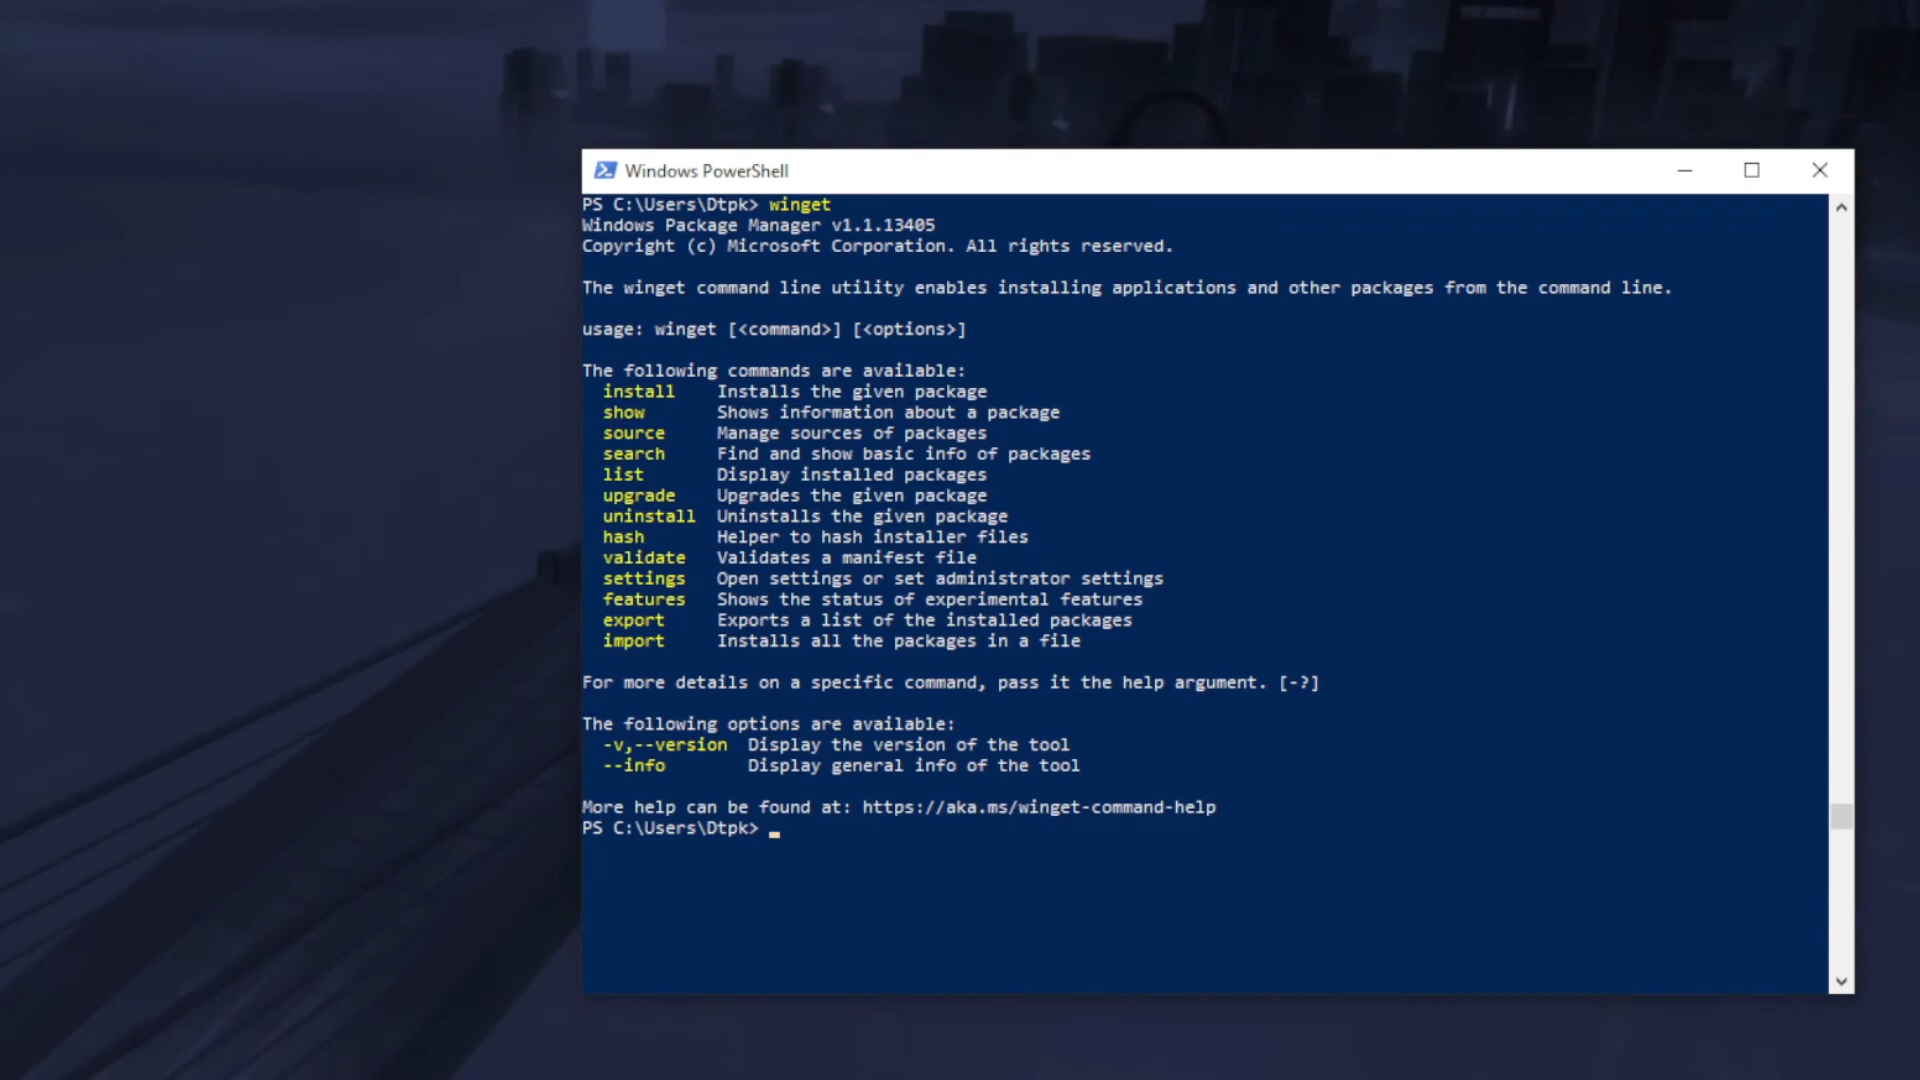 Windows PowerShell
PS C:\Users\Dtpk> winget
Windows Package Manager v1.1.13405
Copyright (c) Microsoft Corporation. All rights reserved.
The winget command line utility enables installing applications and other packages from the command line.
usage: winget [<command>] [<options>]
The following commands are available:
install Installs the given package
show Shows information about a package
source Manage sources of packages
search Find and show basic info of packages
list Display installed packages
upgrade Upgrades the given package
uninstall Uninstalls the given package
hash Helper to hash installer files
validate Validates a manifest file
settings Open settings or set administrator settings
features Shows the status of experimental features
export Exports a list of the installed packages
import Installs all the packages in a file
For more details on a specific command, pass it the help argument. [-?]
The following options are available:
-v,--version Display the version of the tool
--info Display general info of the tool
More help can be found at: https://aka.ms/winget-command-help
PS C:\Users\Dtpk>